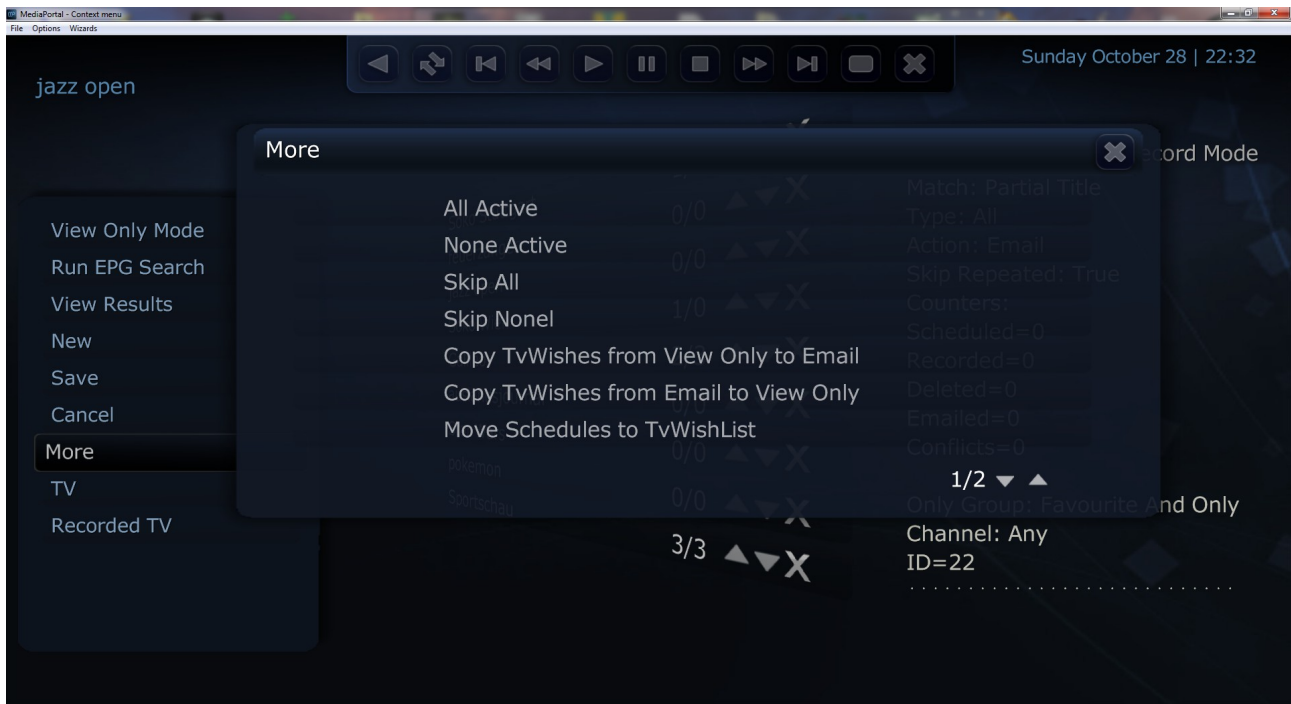 MediaPortal - Context menu
File Options Wizards
Sunday October 28 | 22:32
jazz open
More
cord Mode
Match: Partial Title
0/0
Type: All
All Active
View Only Mode
None Active
Action: Email
0/0
Run EPG Search
Skip All
Skip Repeated: True
View Results
Skip Nonel
1/0
Counters:
New
Scheduled=0
Copy TvWishes from View Only to Email
Recorded=0
Save
Copy TvWishes from Email to View Only
Deleted=0
0/0
Cancel
Emailed=0
Move Schedules to TvWishList
More
0/0
Conflicts=0
pokemon
1/2
TV
Sportschau
0/0
Only Group: Favourite And Only
Recorded TV
Channel: Any
3/3
ID=22